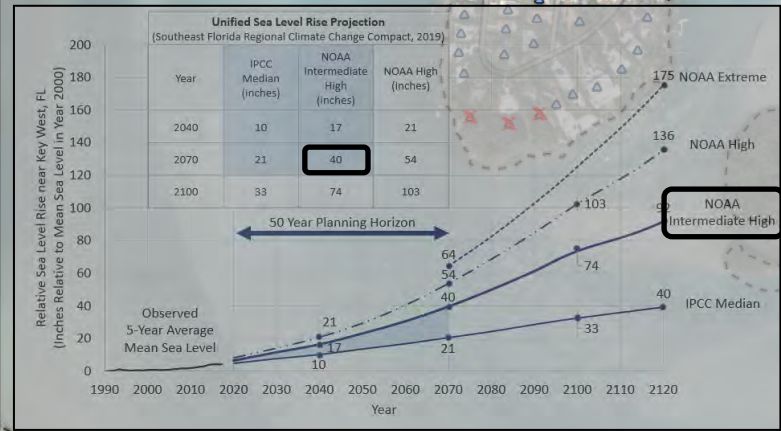 Unified Sea Level Rise Projection
(Southeast Florida Regional Climate Change Compact, 2019)
Year
IPCC
Median
(inches)
NOAA
Intermediate
High
(inches)
NOAA High
(inches)
2040 10 17 21
2070 21 40 54
2100 33 74 103
Relative Sea Level Rise near Key West, FL
(Inches Relative to Mean Sea Level in Year 2000)
200
180
160
140
120
100
80
60
40
20
0
175 NOAA Extreme
136
NOAA High
103
92
NOAA
Intermediate High
50 Year Planning Horizon
74
64
54
40
40
IPCC Median
33
21
21
17
10
Observed
5-Year Average
Mean Sea Level
1990 2000 2010 2020 2030 2040 2050 2060 2070 2080 2090 2100 2110 2120
Year